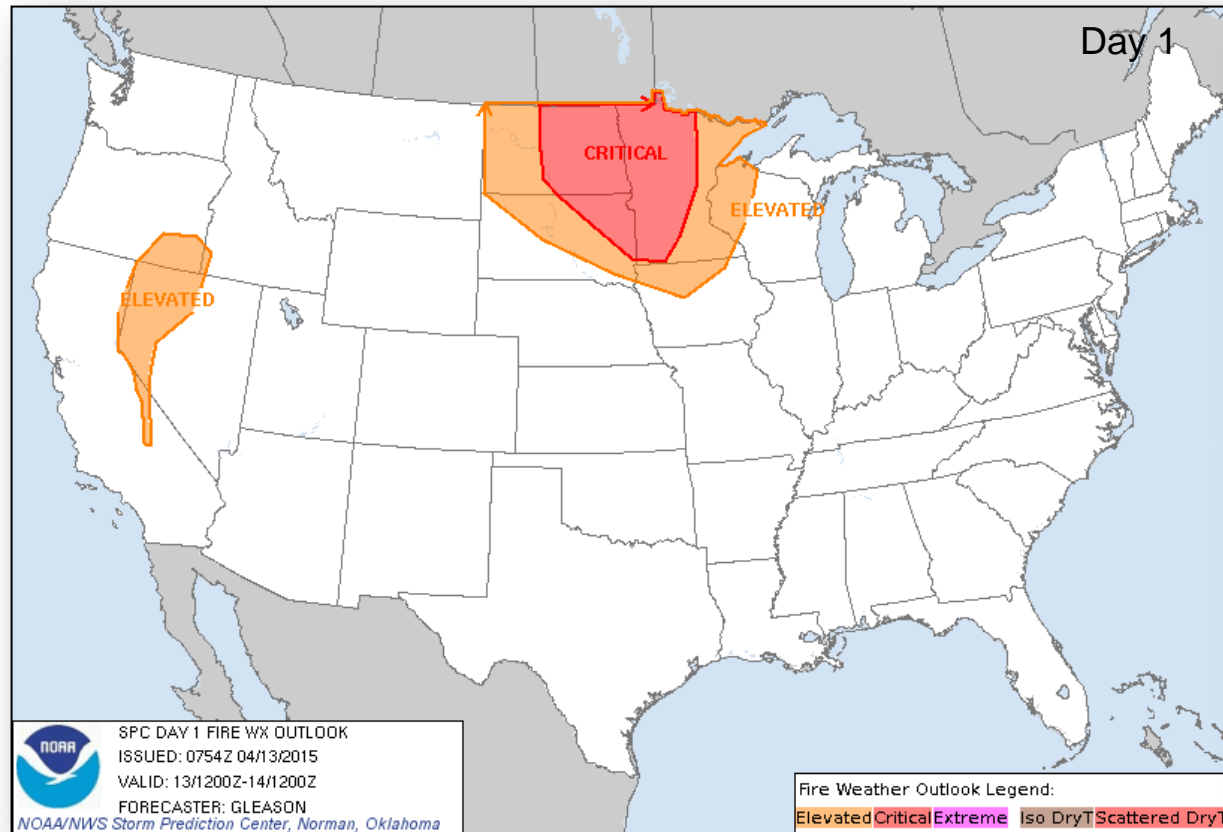 Day 1
CRITICAL
ELEVATED
ELEVATED
NOAA
SPC DAY 1 FIRE WX OUTLOOK
ISSUED: 0754Z 04/13/2015
VALID: 13/1200Z-14/1200Z
FORECASTER: GLEASON
NOAA/NWS Storm Prediction Center, Norman, Oklahoma
Fire Weather Outlook Legend:
Elevated Critical Extreme Iso DryT Scattered DryT